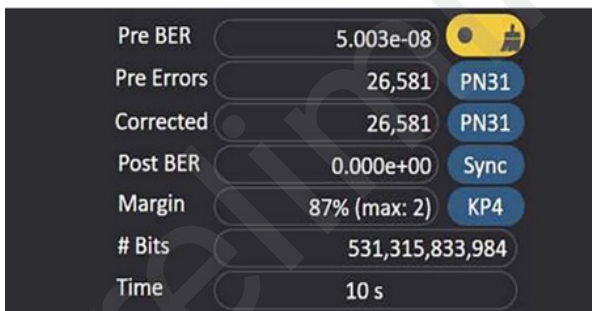 Pre BER 5.003e-08
Pre Errors 26,581 PN31
Corrected 26,581 PN31
Post BER 0.000e+00 Sync
Margin 87% (max: 2) KP4
# Bits 531,315,833,984
Time 10 s